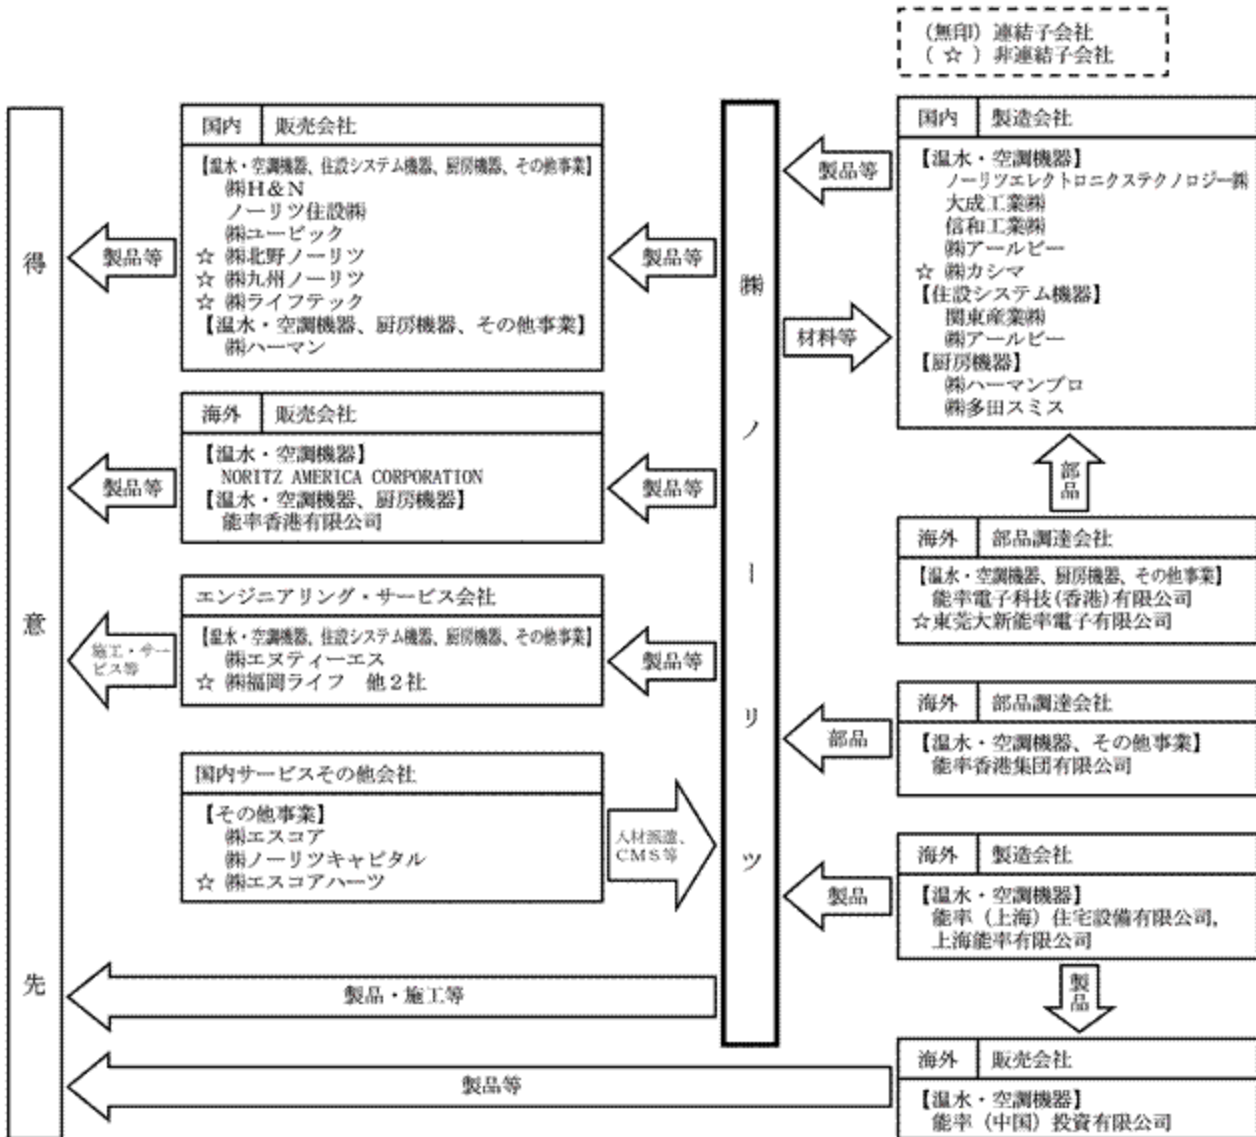 (無印) 連結子会社
( ☆ ) 非連結子会社
得意先
国内 販売会社
【温水・空調機器、住設システム機器、厨房機器、その他事業】
㈱H＆N
ノーリツ住設㈱
㈱ユービック
☆ ㈱北野ノーリツ
☆ ㈱九州ノーリツ
☆ ㈱ライフテック
【温水・空調機器、厨房機器、その他事業】
㈱ハーマン
製品等
製品等
海外 販売会社
【温水・空調機器】
NORITZ AMERICA CORPORATION
【温水・空調機器、厨房機器】
能率香港有限公司
製品等
製品等
エンジニアリング・サービス会社
【温水・空調機器、住設システム機器、厨房機器、その他事業】
㈱エヌティーエス
☆ ㈱福岡ライフ 他２社
施工・サー
ビス等
製品等
国内サービスその他会社
【その他事業】
㈱エスコア
㈱ノーリツキャピタル
☆ ㈱エスコアハーツ
人材派遣、
CMS等
製品・施工等
製品等
㈱ノーリツ
製品等
材料等
部品
製品
国内 製造会社
【温水・空調機器】
ノーリツエレクトロニクステクノロジー㈱
大成工業㈱
信和工業㈱
㈱アールビー
☆ ㈱カシマ
【住設システム機器】
関東産業㈱
㈱アールビー
【厨房機器】
㈱ハーマンプロ
㈱多田スミス
部品
海外 部品調達会社
【温水・空調機器、厨房機器、その他事業】
能率電子科技(香港)有限公司
☆東莞大新能率電子有限公司
海外 部品調達会社
【温水・空調機器、その他事業】
能率香港集団有限公司
海外 製造会社
【温水・空調機器】
能率（上海）住宅設備有限公司,
上海能率有限公司
製品
海外 販売会社
【温水・空調機器】
能率（中国）投資有限公司